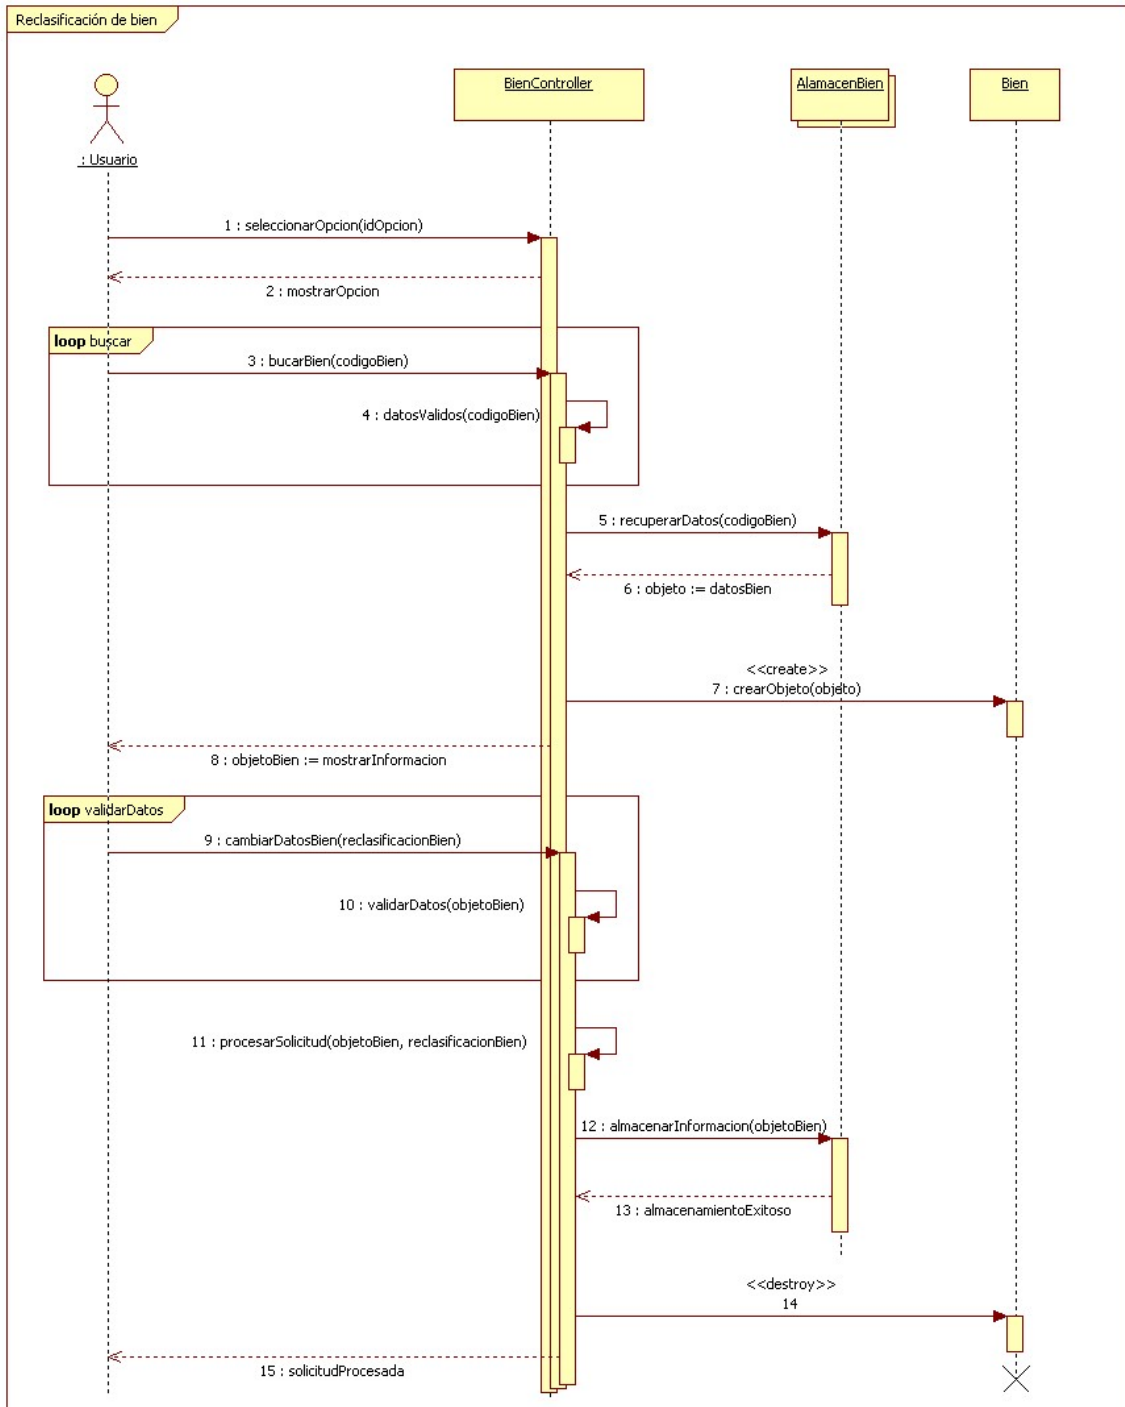 Reclasificación de bien
BienController
AlamacenBien
Bien
: Usuario
1 : seleccionarOpcion(idOpcion)
2 : mostrarOpcion
loop buscar
3 : bucarBien(codigoBien)
4 : datosValidos(codigoBien)
5 : recuperarDatos(codigoBien)
6 : objeto := datosBien
<<create>>
7 : crearObjeto(objeto)
8 : objetoBien := mostrarInformacion
loop validarDatos
9 : cambiarDatosBien(reclasificacionBien)
10 : validarDatos(objetoBien)
11 : procesarSolicitud(objetoBien, reclasificacionBien)
12 : almacenarInformacion(objetoBien)
13 : almacenamientoExitoso
<<destroy>>
14
15 : solicitudProcesada